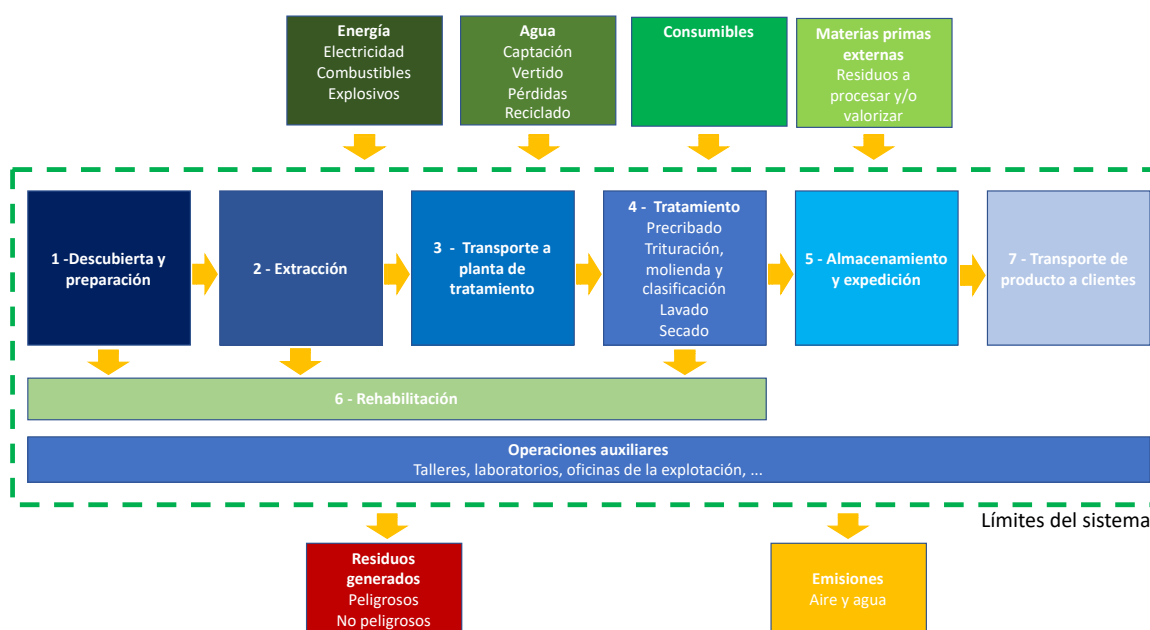 Energía
Electricidad
Combustibles
Explosivos
Agua
Captación
Vertido
Pérdidas
Reciclado
Consumibles
Materias primas
externas
Residuos a
procesar y/o
valorizar
1 -Descubierta y
preparación
2 - Extracción
3 - Transporte a
planta de
tratamiento
4 - Tratamiento
Precribado
Trituración,
molienda y
clasificación
Lavado
Secado
5 - Almacenamiento
y expedición
7 - Transporte de
producto a clientes
6 - Rehabilitación
Operaciones auxiliares
Talleres, laboratorios, oficinas de la explotación, ...
Límites del sistema
Residuos
generados
Peligrosos
No peligrosos
Emisiones
Aire y agua